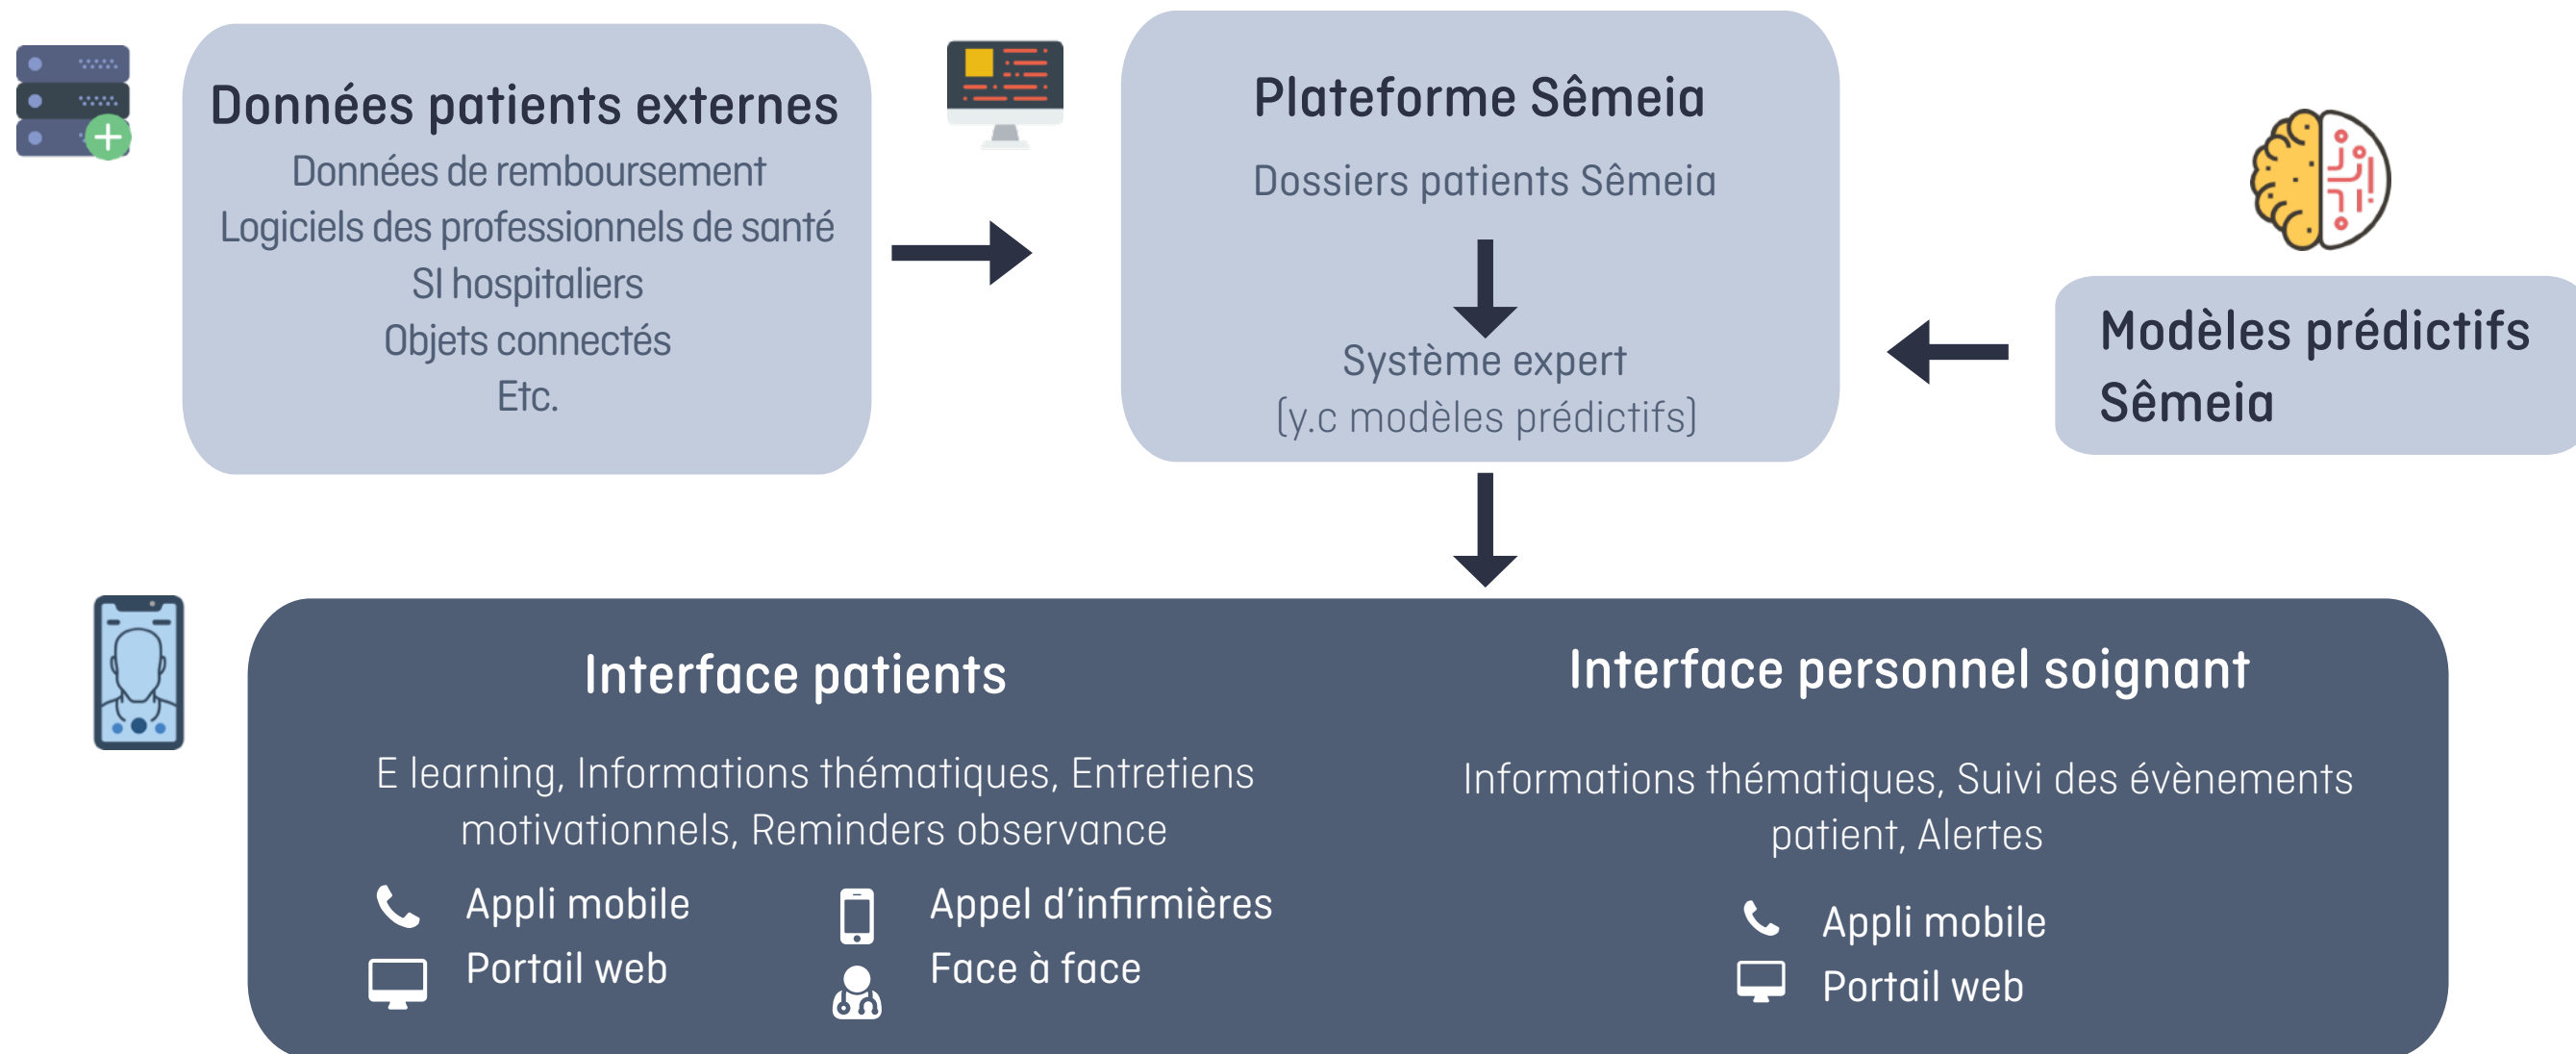 Données patients externes
Données de remboursement
Logiciels des professionnels de santé
SI hospitaliers
Objets connectés
Etc.
Plateforme Sêmeia
Dossiers patients Sêmeia
Système expert
(y.c modèles prédictifs)
Modèles prédictifs
Sêmeia
Interface patients
E learning, Informations thématiques, Entretiens
motivationnels, Reminders observance
Appli mobile
Portail web
Appel d’infirmières
Face à face
Interface personnel soignant
Informations thématiques, Suivi des évènements
patient, Alertes
Appli mobile
Portail web